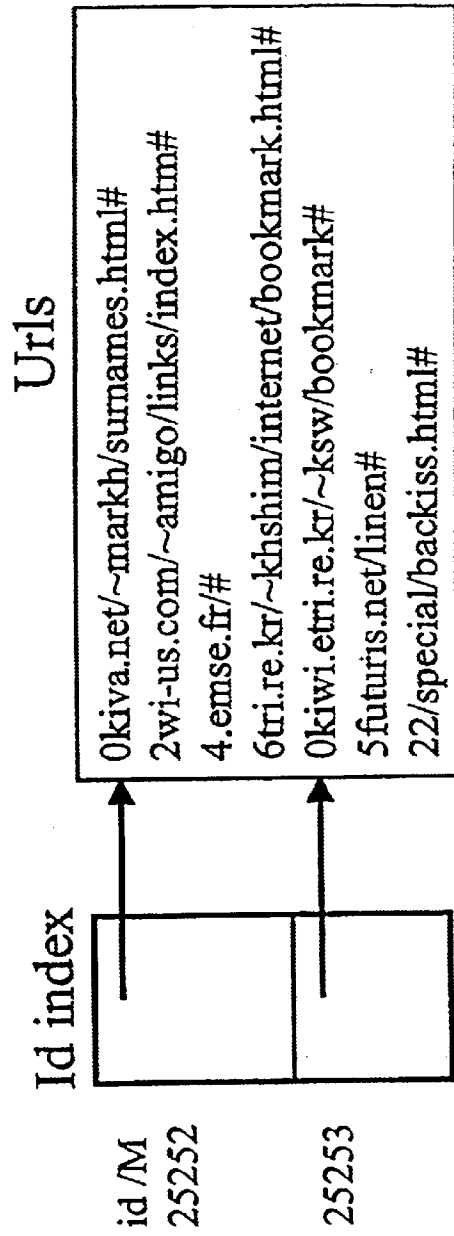 Id index
Urls
id /M
25252
25253
0kiva.net/~markh/surnames.html#
2wi-us.com/~amigo/links/index.htm#
4.emse.fr/#
6tri.re.kr/~khshim/internet/bookmark.html#
0kiwi.etri.re.kr/~ksw/bookmark#
5futuris.net/linen#
22/special/backiss.html#